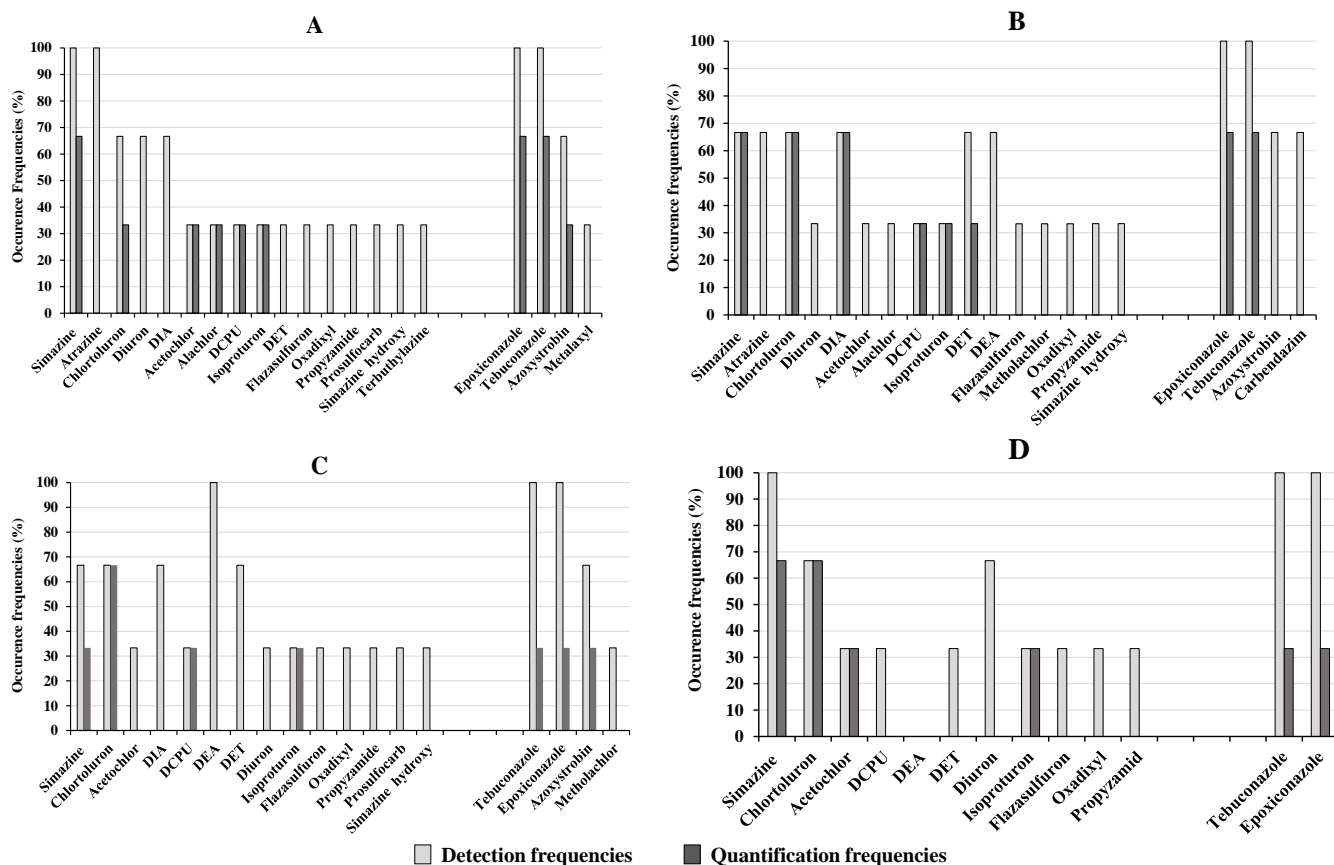 A
Occurence Frequencies (%)
100
90
80
70
60
50
40
30
20
10
0
Simazine
Atrazine
Chlortoluron
Diuron
DIA
Acetochlor
Alachlor
DCPU
Isoproturon
DET
Flazasulfuron
Oxadixyl
Propyzamide
Prosulfocarb
Simazine hydroxy
Terbuthylazine
Epoxiconazole
Tebuconazole
Azoxystrobin
Metalaxyl
B
Occurence frequencies (%)
100
90
80
70
60
50
40
30
20
10
0
Simazine
Atrazine
Chlortoluron
Diuron
DIA
Acetochlor
Alachlor
DCPU
Isoproturon
DET
DEA
Flazasulfuron
Metholachlor
Oxadixyl
Propyzamide
Simazine hydroxy
Epoxiconazole
Tebuconazole
Azoxystrobin
Carbendazim
C
Occurence frequencies (%)
100
90
80
70
60
50
40
30
20
10
0
Simazine
Chlortoluron
Acetochlor
DIA
DCPU
DEA
DET
Diuron
Isoproturon
Flazasulfuron
Oxadixyl
Propyzamide
Prosulfocarb
Simazine hydroxy
Tebuconazole
Epoxiconazole
Azoxystrobin
Metholachlor
D
Occurence frequencies (%)
100
90
80
70
60
50
40
30
20
10
0
Simazine
Chlortoluron
Acetochlor
DCPU
DEA
DET
Diuron
Isoproturon
Flazasulfuron
Oxadixyl
Propyzamid
Tebuconazole
Epoxiconazole
Detection frequencies
Quantification frequencies